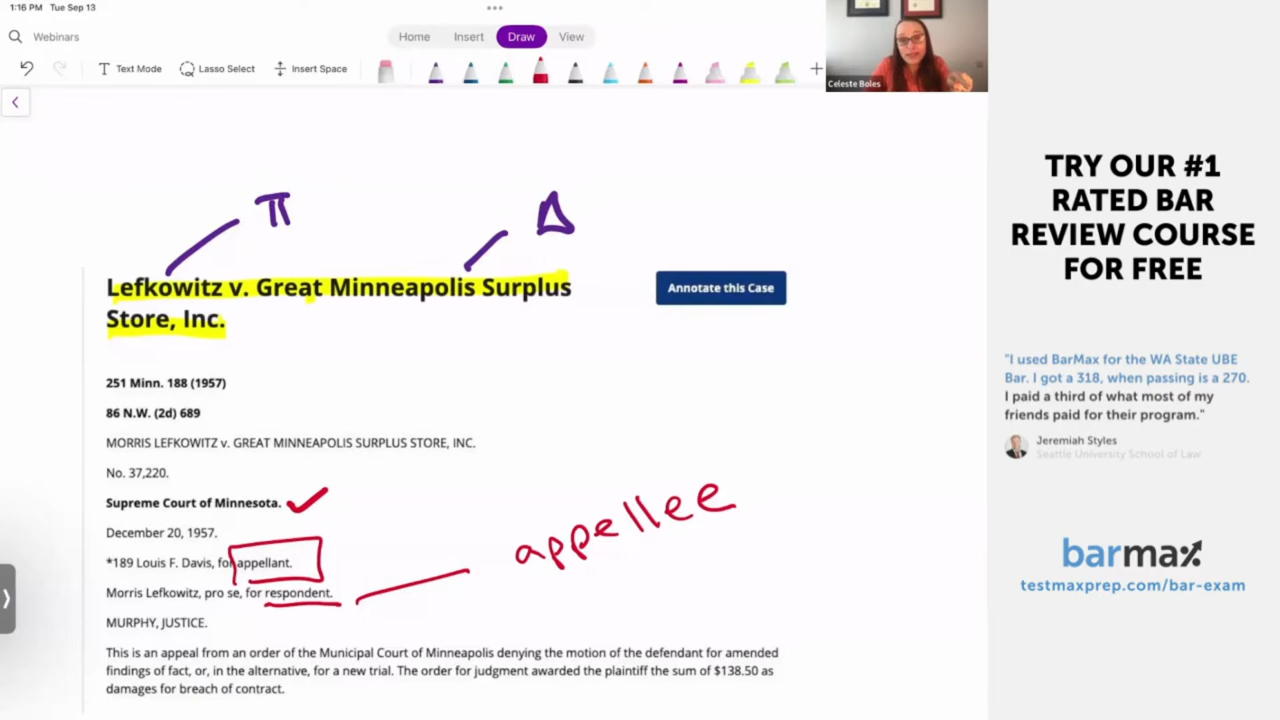 1:16 PM Tue Sep 13
Webinars
Home Insert Draw View
Text Mode Lasso Select Insert Space
Celeste Boles
π Δ
Lefkowitz v. Great Minneapolis Surplus
Store, Inc.
Annotate this Case
251 Minn. 188 (1957)
86 N.W. (2d) 689
MORRIS LEFKOWITZ v. GREAT MINNEAPOLIS SURPLUS STORE, INC.
No. 37,220.
Supreme Court of Minnesota.
December 20, 1957.
*189 Louis F. Davis, for appellant.
Morris Lefkowitz, pro se, for respondent.
appellee
MURPHY, JUSTICE.
This is an appeal from an order of the Municipal Court of Minneapolis denying the motion of the defendant for amended
findings of fact, or, in the alternative, for a new trial. The order for judgment awarded the plaintiff the sum of $138.50 as
damages for breach of contract.
TRY OUR #1
RATED BAR
REVIEW COURSE
FOR FREE
"I used BarMax for the WA State UBE
Bar. I got a 318, when passing is a 270.
I paid a third of what most of my
friends paid for their program."
Jeremiah Styles
Seattle University School of Law
barmax
testmaxprep.com/bar-exam